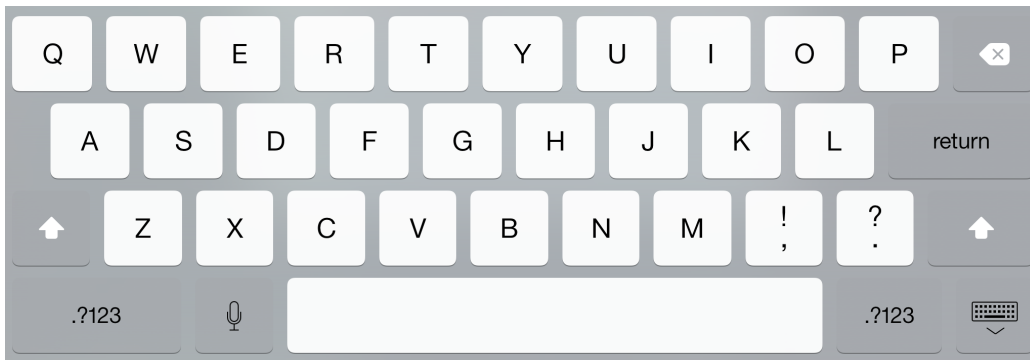 Q W E R T Y U I O P
A S D F G H J K L return
Z X C V B N M ! , ? .
.?123 .?123